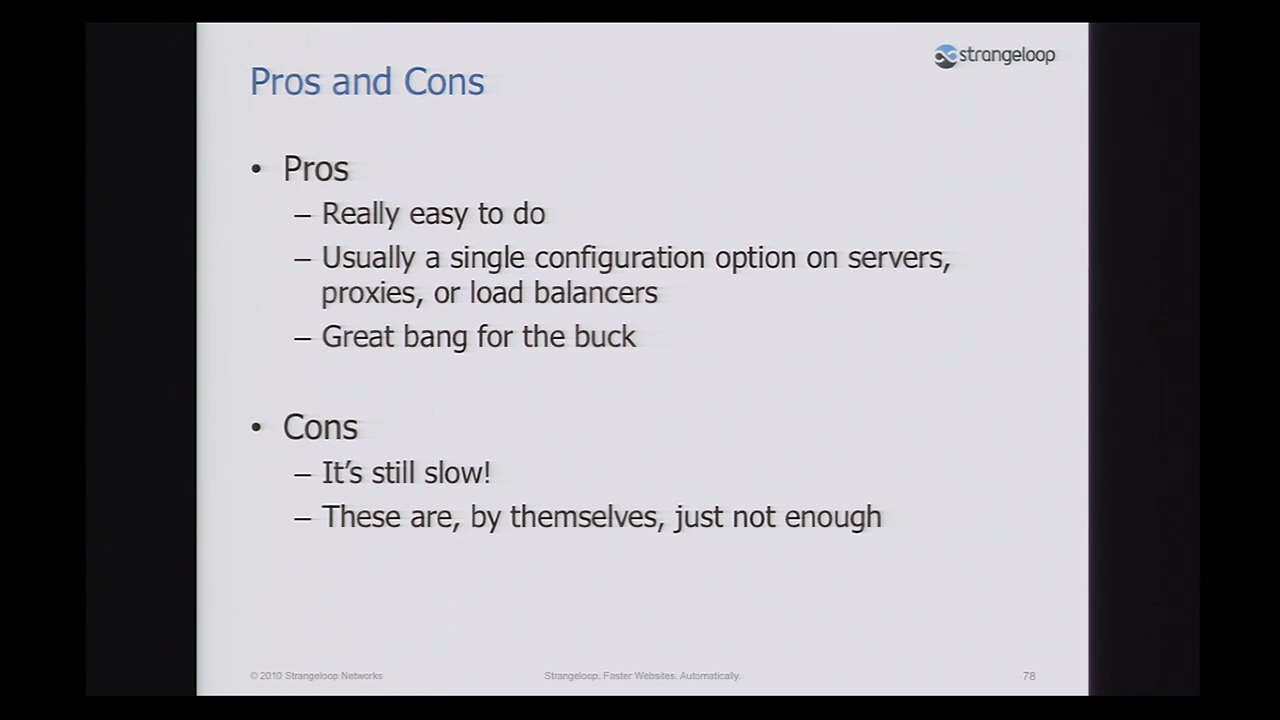 strangeloop
Pros and Cons
• Pros
– Really easy to do
– Usually a single configuration option on servers,
proxies, or load balancers
– Great bang for the buck
• Cons
– It's still slow!
– These are, by themselves, just not enough
© 2010 Strangeloop Networks
Strangeloop. Faster Websites. Automatically.
78